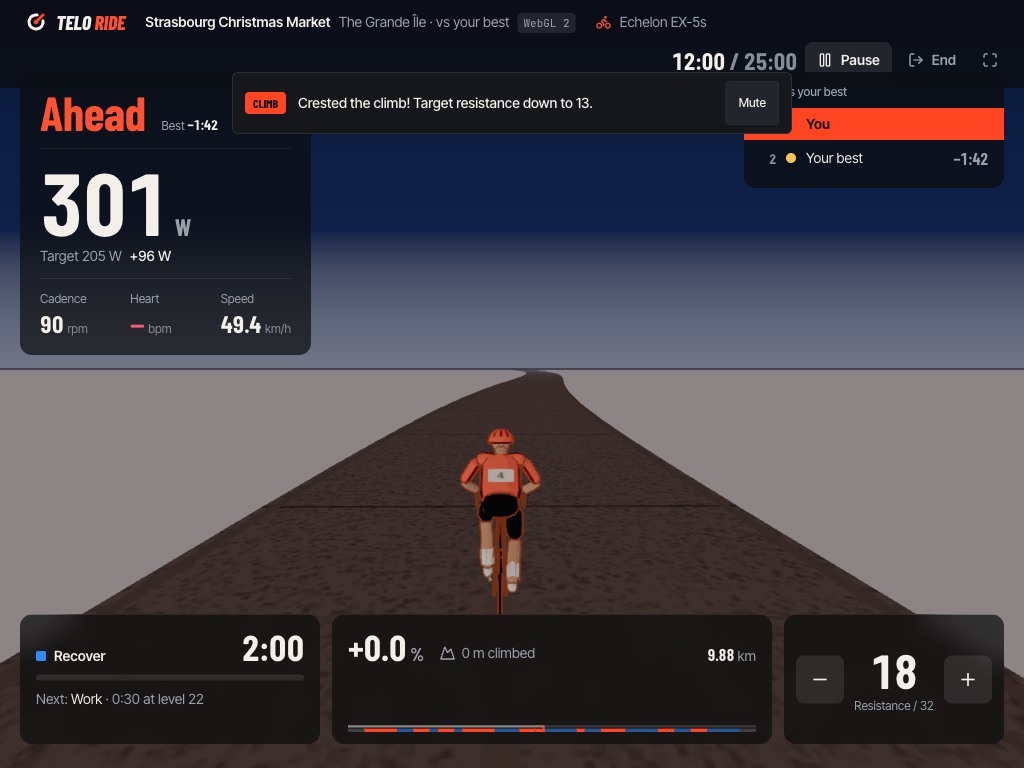 TELO RIDE Strasbourg Christmas Market The Grande Île · vs your best WebGL 2 Echelon EX-5s
12:00 / 25:00 Pause End
CLIMB Crested the climb! Target resistance down to 13. Mute
s your best
Ahead Best −1:42
You
2 Your best −1:42
301 W
Target 205 W +96 W
Cadence Heart Speed
90 rpm — bpm 49.4 km/h
4
Recover 2:00
Next: Work · 0:30 at level 22
+0.0 % 0 m climbed 9.88 km
− 18 +
Resistance / 32